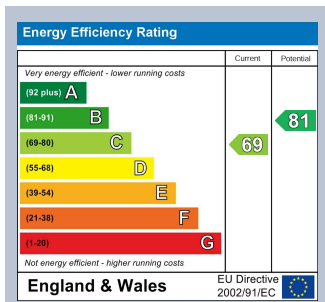 Energy Efficiency Rating
Current Potential
Very energy efficient - lower running costs
(92 plus) A
(81-91) B
81
(69-80) C
69
(55-68) D
(39-54) E
(21-38) F
(1-20) G
Not energy efficient - higher running costs
England & Wales
EU Directive
2002/91/EC